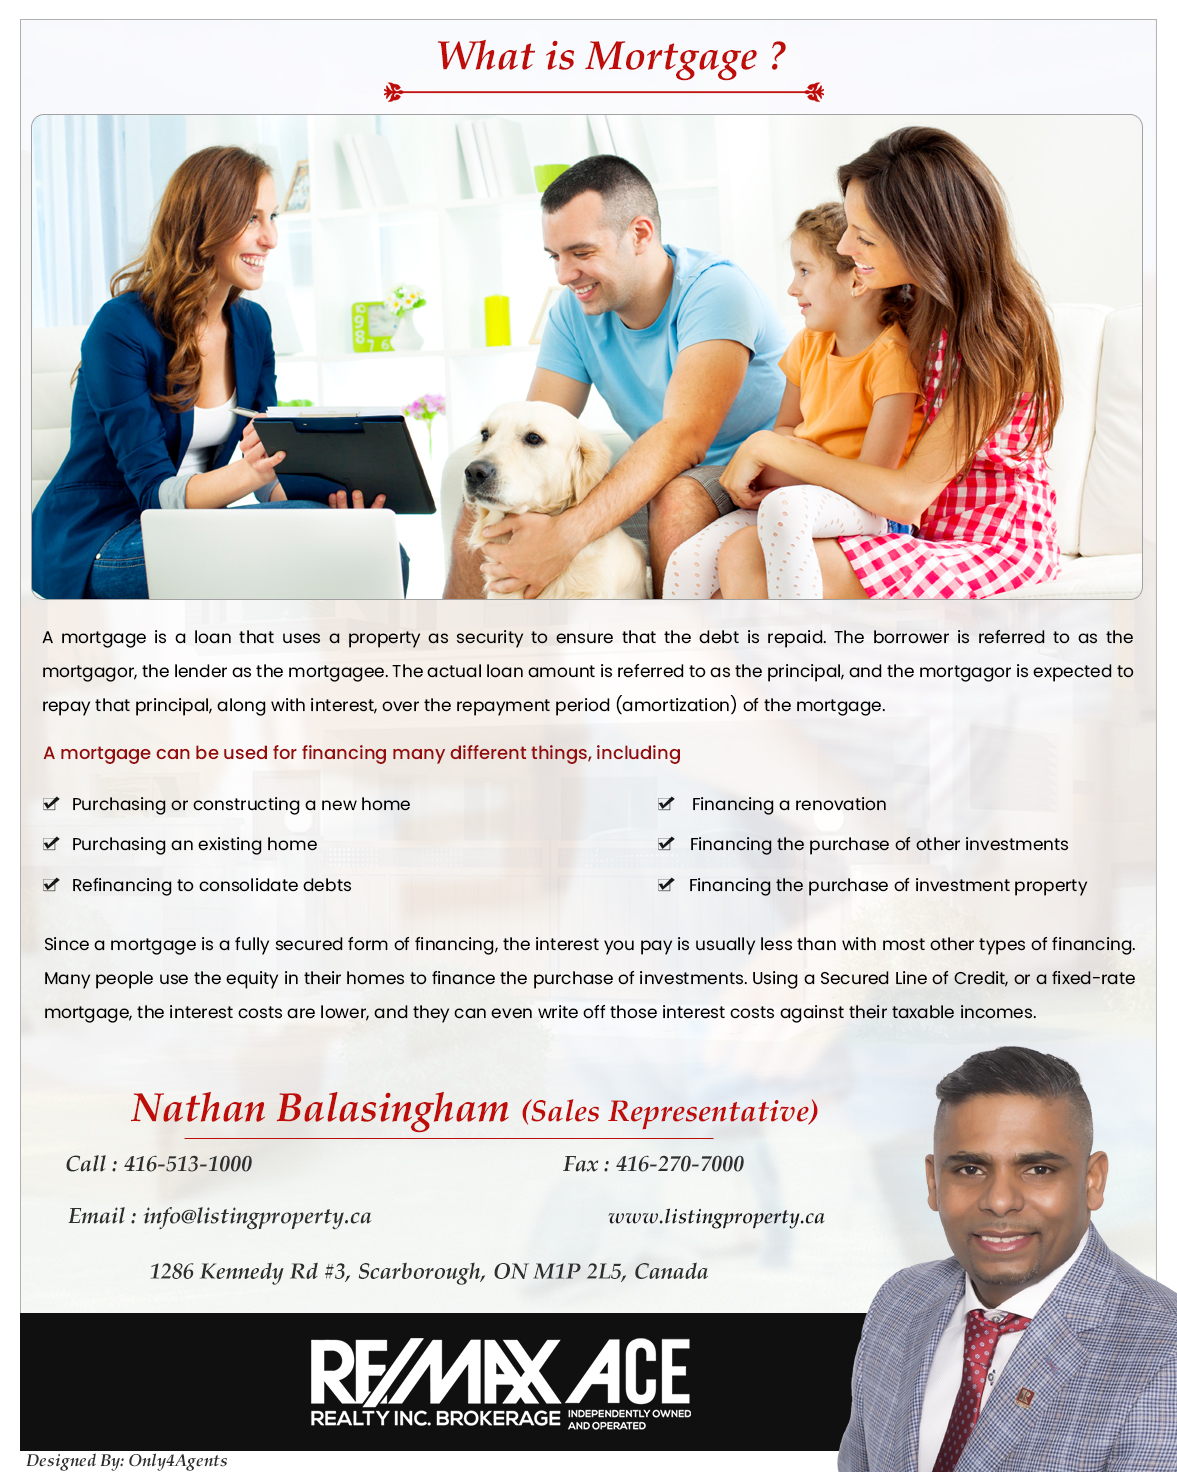 What is Mortgage ?
A mortgage is a loan that uses a property as security to ensure that the debt is repaid. The borrower is referred to as the
mortgagor, the lender as the mortgagee. The actual loan amount is referred to as the principal, and the mortgagor is expected to
repay that principal, along with interest, over the repayment period (amortization) of the mortgage.
A mortgage can be used for financing many different things, including
Purchasing or constructing a new home
Financing a renovation
Purchasing an existing home
Financing the purchase of other investments
Refinancing to consolidate debts
Financing the purchase of investment property
Since a mortgage is a fully secured form of financing, the interest you pay is usually less than with most other types of financing.
Many people use the equity in their homes to finance the purchase of investments. Using a Secured Line of Credit, or a fixed-rate
mortgage, the interest costs are lower, and they can even write off those interest costs against their taxable incomes.
Nathan Balasingham (Sales Representative)
Call : 416-513-1000
Fax : 416-270-7000
Email : info@listingproperty.ca
www.listingproperty.ca
1286 Kennedy Rd #3, Scarborough, ON M1P 2L5, Canada
RE/MAX ACE
REALTY INC. BROKERAGE
INDEPENDENTLY OWNED
AND OPERATED
Designed By: Only4Agents